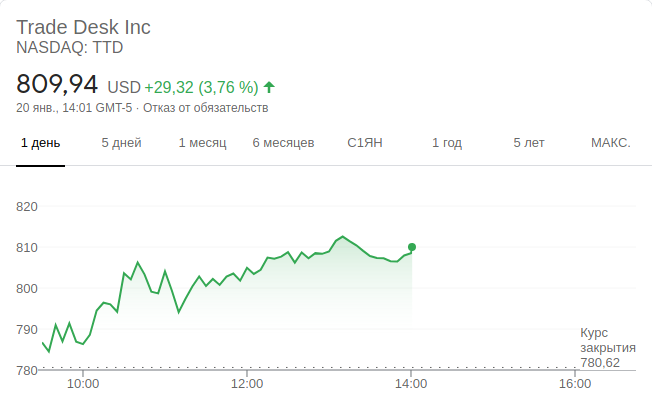 Trade Desk Inc
NASDAQ: TTD
809,94 USD +29,32 (3,76 %)
20 янв., 14:01 GMT-5 · Отказ от обязательств
1 день 5 дней 1 месяц 6 месяцев С1ЯН 1 год 5 лет МАКС.
820
810
800
790
Курс
закрытия
780,62
780
10:00 12:00 14:00 16:00